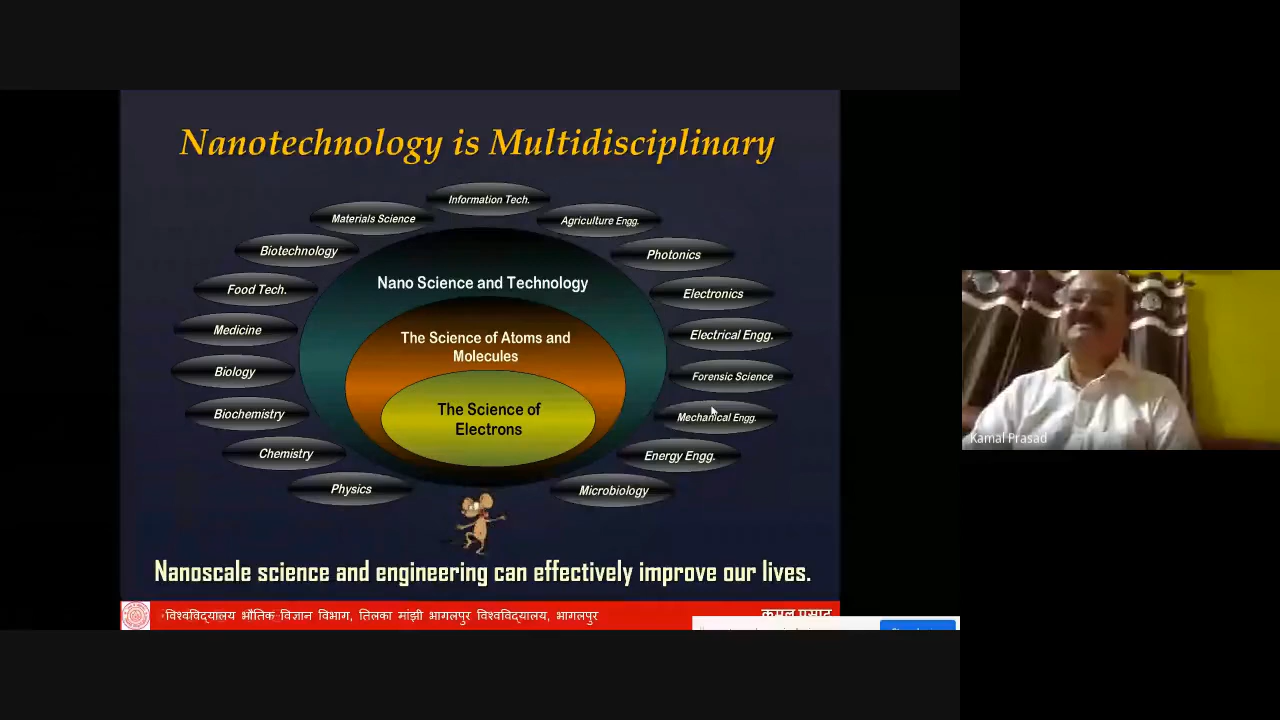 Nanotechnology is Multidisciplinary
Information Tech.
Materials Science
Agriculture Engg.
Biotechnology
Photonics
Nano Science and Technology
Food Tech.
Electronics
Medicine
Electrical Engg.
The Science of Atoms and
Molecules
Biology
Forensic Science
Biochemistry
The Science of
Electrons
Mechanical Engg.
Chemistry
Energy Engg.
Physics
Microbiology
Nanoscale science and engineering can effectively improve our lives.
विश्वविद्यालय भौतिक विज्ञान विभाग, तिलका मांझी भागलपुर विश्वविद्यालय, भागलपुर
कमल प्रसाद
Kamal Prasad